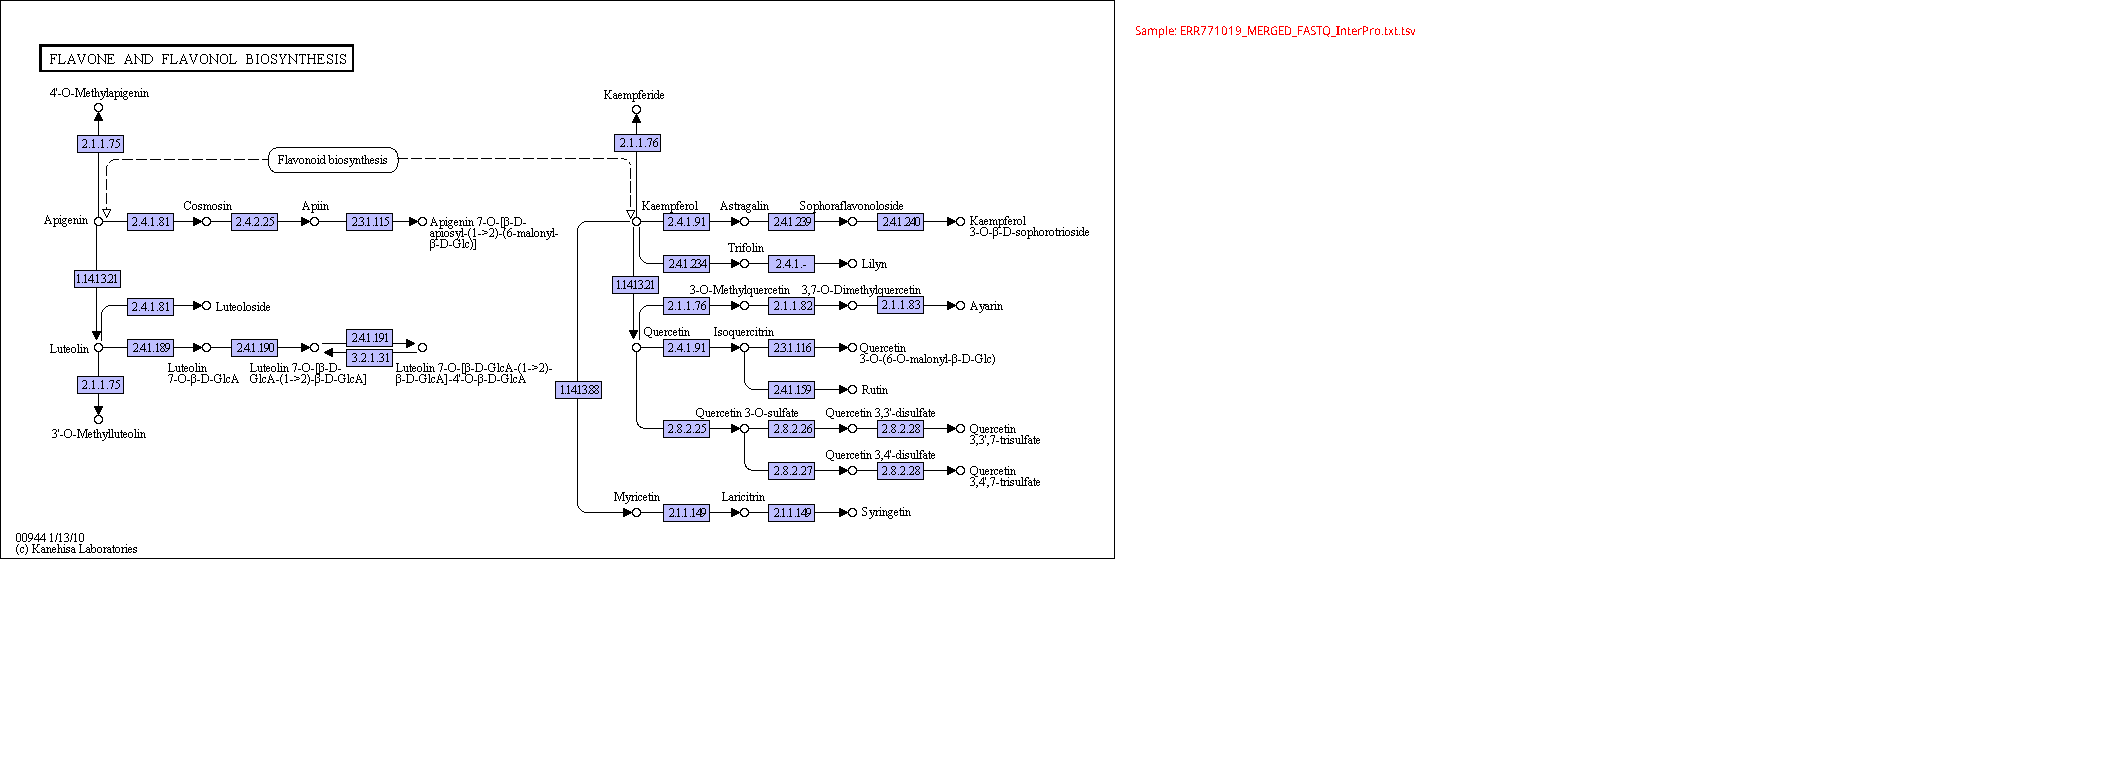 Sample: ERR771019_MERGED_FASTQ_InterPro.txt.tsv
FLAVONE AND FLAVONOL BIOSYNTHESIS
4'-O-Methylapigenin
Kaempferide
2.1.1.75
2.1.1.76
Flavonoid biosynthesis
Cosmosin
Apiin
Kaempferol
Astragalin
Sophoraflavonoloside
Apigenin
2.4.1.81
2.4.2.25
2.3.1.115
Apigenin 7-O-[β-D-
apiosyl-(1->2)-(6-malonyl-
β-D-Glc)]
2.4.1.91
2.4.1.239
2.4.1.240
Kaempferol
3-O-β-D-sophorotrioside
Trifolin
2.4.1.234
2.4.1.-
Lilyn
1.14.13.21
1.14.13.21
3-O-Methylquercetin
3,7-O-Dimethylquercetin
2.4.1.81
Luteoloside
2.1.1.76
2.1.1.82
2.1.1.83
Ayarin
Quercetin
Isoquercitrin
Luteolin
2.4.1.189
2.4.1.190
2.4.1.191
3.2.1.31
2.4.1.91
2.3.1.116
Quercetin
3-O-(6-O-malonyl-β-D-Glc)
Luteolin
7-O-β-D-GlcA
Luteolin 7-O-[β-D-
GlcA-(1->2)-β-D-GlcA]
Luteolin 7-O-[β-D-GlcA-(1->2)-
β-D-GlcA]-4'-O-β-D-GlcA
2.1.1.75
1.14.13.88
2.4.1.159
Rutin
3'-O-Methylluteolin
Quercetin 3-O-sulfate
Quercetin 3,3'-disulfate
2.8.2.25
2.8.2.26
2.8.2.28
Quercetin
3,3',7-trisulfate
Quercetin 3,4'-disulfate
2.8.2.27
2.8.2.28
Quercetin
3,4',7-trisulfate
Myricetin
Laricitrin
2.1.1.149
2.1.1.149
Syringetin
00944 1/13/10
(c) Kanehisa Laboratories